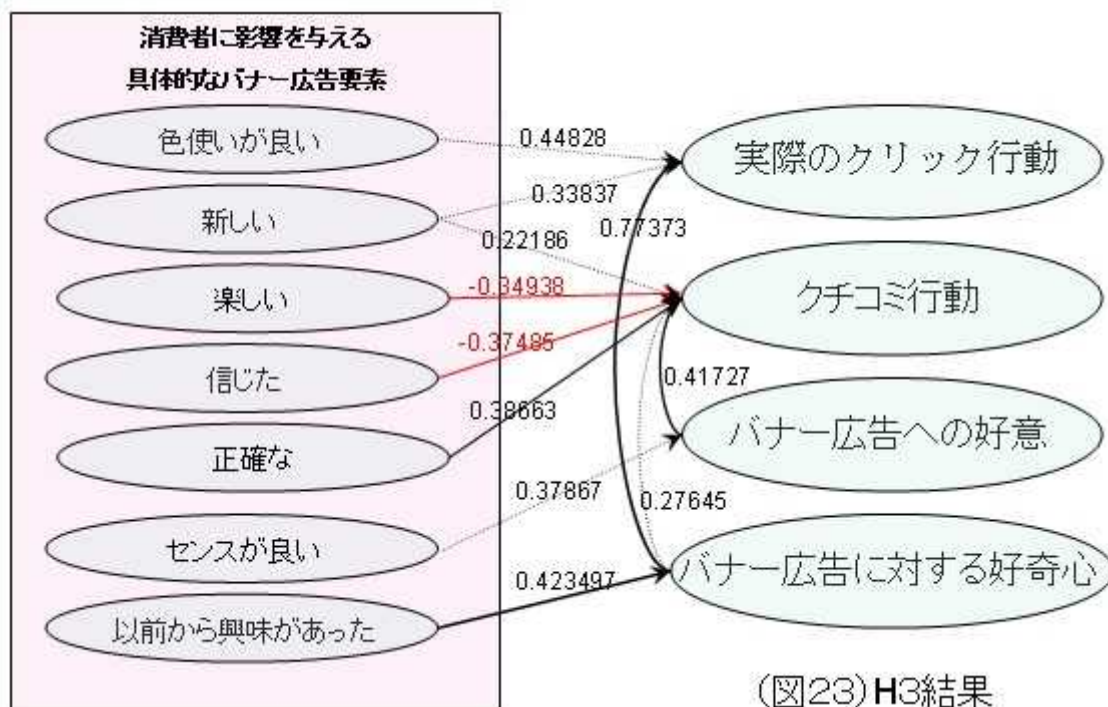 消費者に影響を与える
具体的なバナー広告要素
色使いが良い
新しい
楽しい
信じた
正確な
センスが良い
以前から興味があった
0.44828
0.33837
0.77373
0.22186
-0.34938
-0.37485
0.38663
0.41727
0.37867
0.27645
0.423497
実際のクリック行動
クチコミ行動
バナー広告への好意
バナー広告に対する好奇心
(図23)H3結果